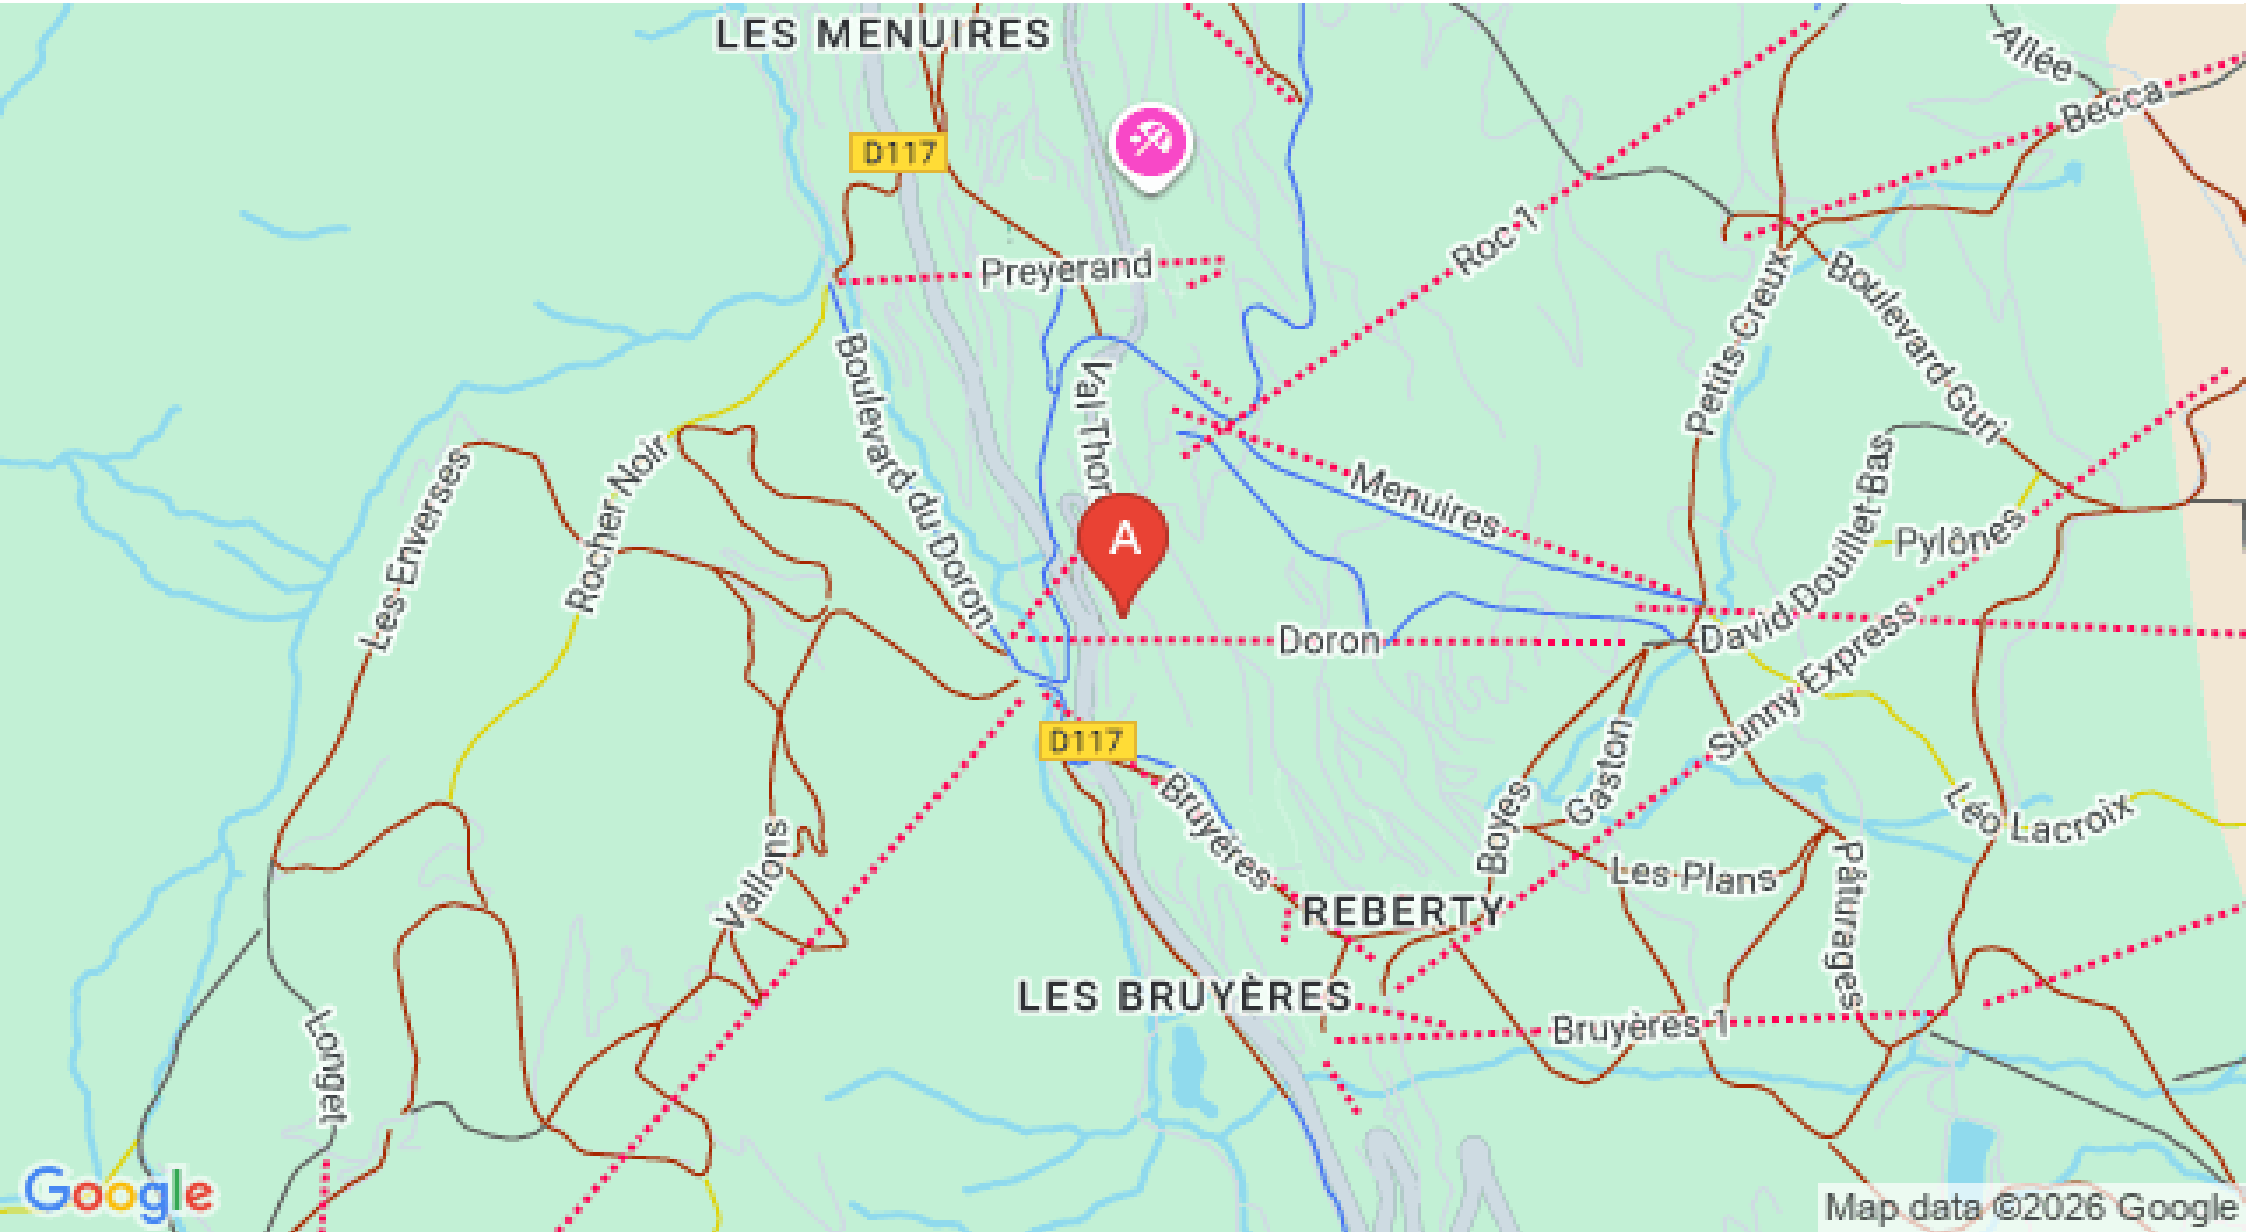 LES MENUIRES
Allée
Becca
D117
Roc 1
Preyerand
Boulevard du Doron
Val Thor
Petits Creux
Boulevard Guri
Les Enverses
Rocher Noir
Menuires
David Douillet Bas
Pylônes
A
Doron
Sunny Express
D117
Bruyères
Gaston
Boyes
Léo Lacroix
Les Plans
Vallons
REBERTY
Pâturages
LES BRUYÈRES
Bruyères 1
Longet
Google
Map data ©2026 Google